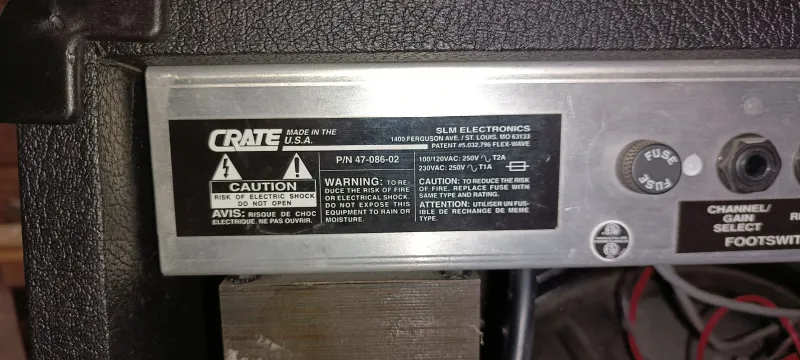 CRATE MADE IN THE
U.S.A.
SLM ELECTRONICS
1400 FERGUSON AVE. / ST. LOUIS, MO 63133
PATENT #5,032,796 FLEX-WAVE
CAUTION
RISK OF ELECTRIC SHOCK
DO NOT OPEN
AVIS: RISQUE DE CHOC
ELECTRIQUE. NE PAS OUVRIR.
P/N 47-086-02
WARNING: TO RE-
DUCE THE RISK OF FIRE
OR ELECTRICAL SHOCK,
DO NOT EXPOSE THIS
EQUIPMENT TO RAIN OR
MOISTURE.
100/120VAC: 250V T2A
230VAC: 250V T1A
CAUTION: TO REDUCE THE RISK
OF FIRE, REPLACE FUSE WITH
SAME TYPE AND RATING.
ATTENTION: UTILISER UN FUS-
IBLE DE RECHANGE DE MEME
TYPE.
FUSE
FUSE
CHANNEL/
GAIN
SELECT
FOOTSWIT